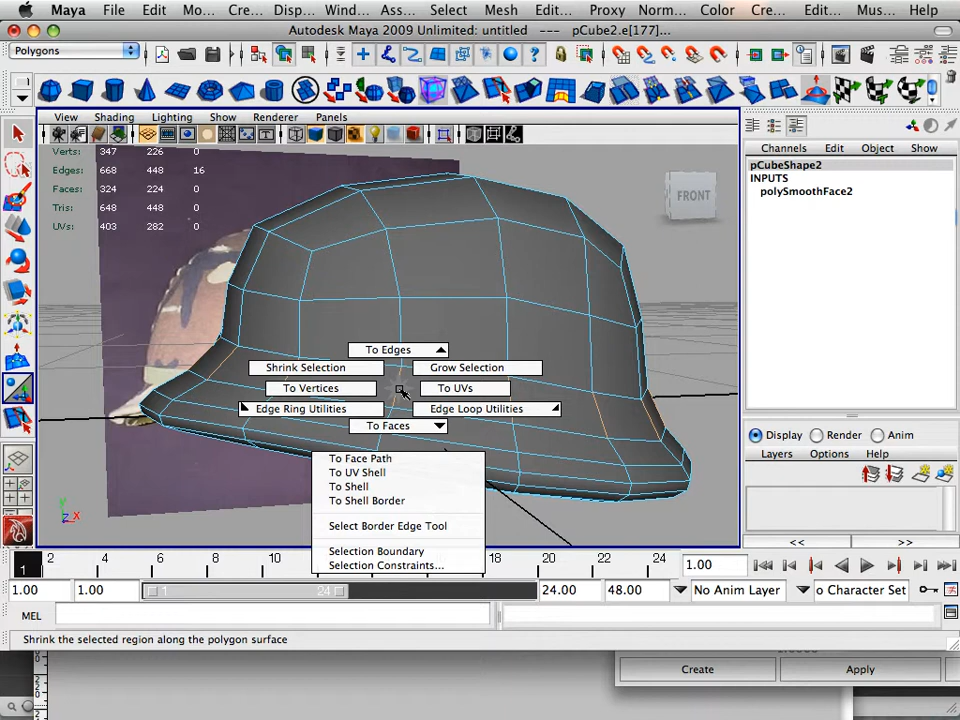 Maya File Edit Mo... Cre... Dis... Wind... Ass... Select Mesh Edit... Proxy Norm... Color Cre... Edit... Mus... Help
Autodesk Maya 2009 Unlimited: untitled --- pCube2.e[177]...
Polygons
View Shading Lighting Show Renderer Panels
Channels Edit Object Show
Verts: 347 226 0
Edges: 668 448 16
Faces: 324 224 0
Tris: 648 448 0
UVs: 403 282 0
FRONT
pCubeShape2
INPUTS
polySmoothFace2
To Edges
Shrink Selection Grow Selection
To Vertices To UVs
Edge Ring Utilities Edge Loop Utilities
To Faces
To Face Path
To UV Shell
To Shell
To Shell Border
Select Border Edge Tool
Selection Boundary
Selection Constraints...
Display Render Anim
Layers Options Help
<< >>
y
x
1 2 4 6 8 10 12 14 16 18 20 22 24
1.00
1.00 1.00 1 24 24.00 48.00 No Anim Layer o Character Set
MEL
Shrink the selected region along the polygon surface
Create Apply